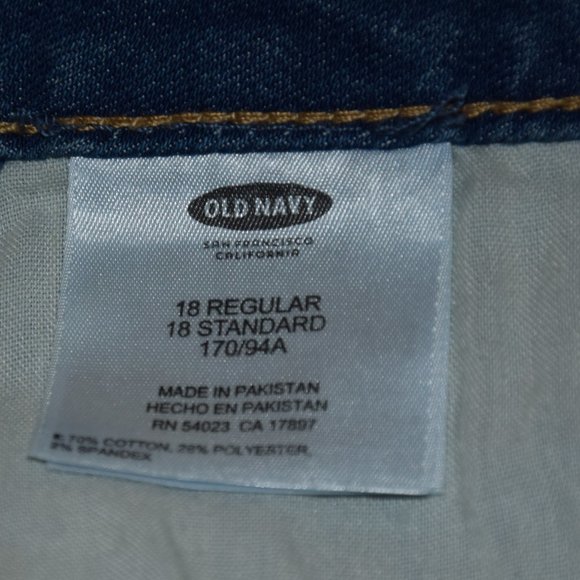 OLD NAVY
SAN FRANCISCO
CALIFORNIA
18 REGULAR
18 STANDARD
170/94A
MADE IN PAKISTAN
HECHO EN PAKISTAN
RN 54023 CA 17897
70% COTTON, 28% POLYESTER,
2% SPANDEX